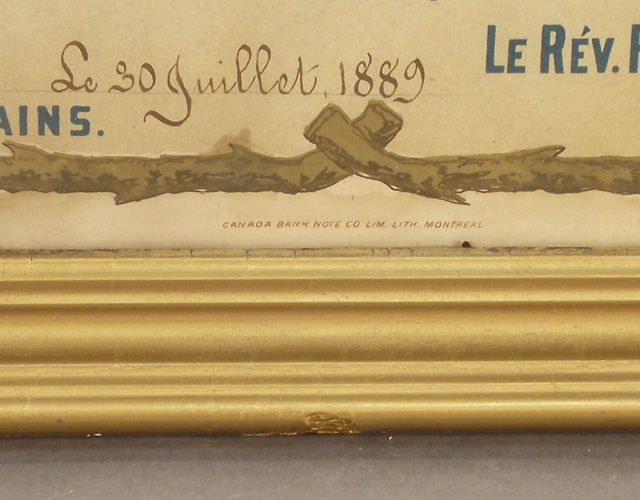 LE RÉV.
Le 30 Juillet, 1889
AINS.
CANADA BANK NOTE CO LIM. LITH. MONTREAL